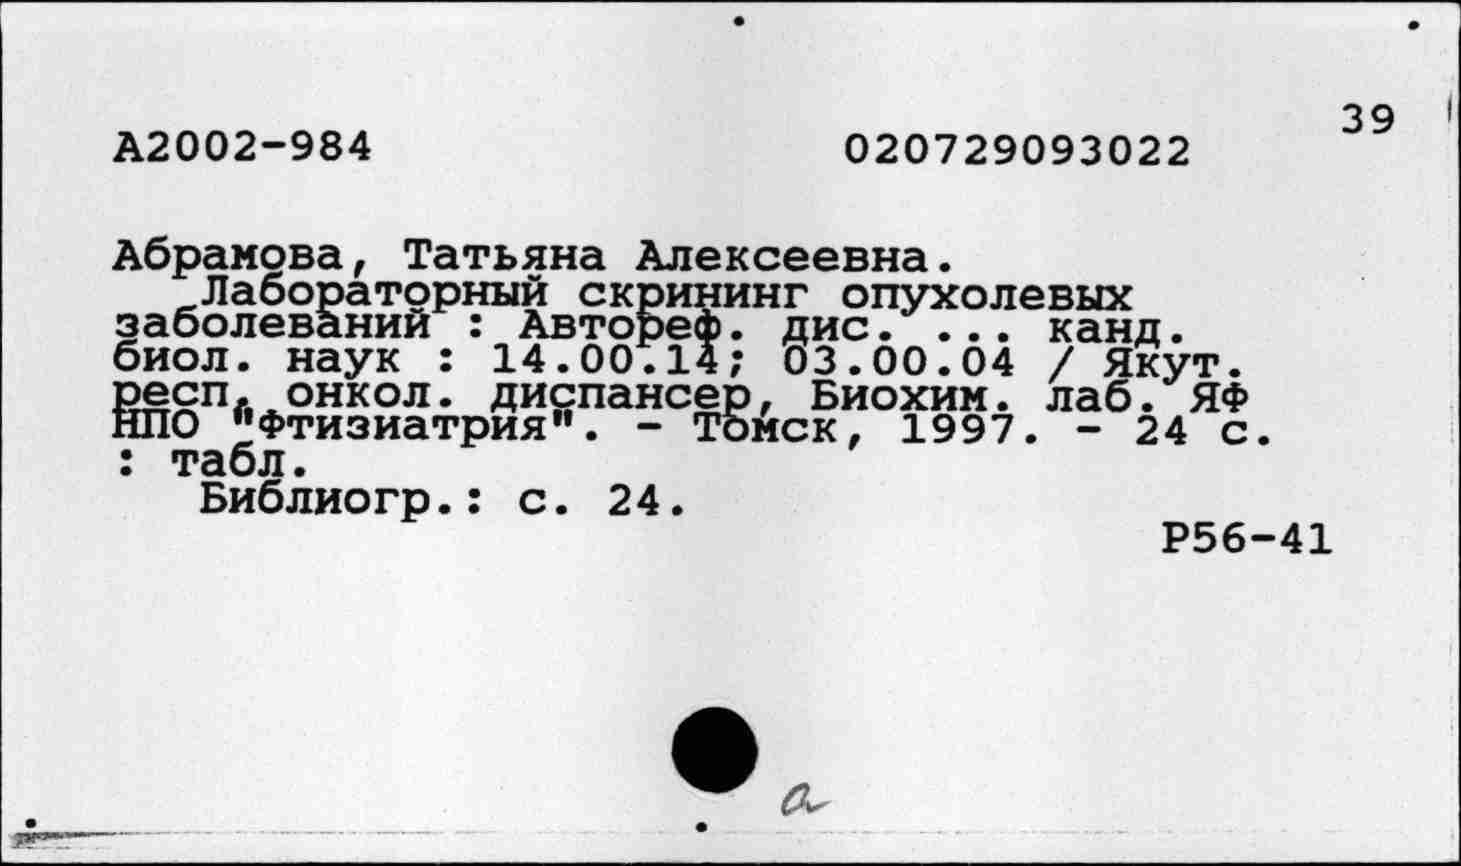 39
А2002-984 020729093022
Абрамова, Татьяна Алексеевна.
Лабораторный скрининг опухолевых
заболеваний : Автореф. дис. ... канд.
биол. наук : 14.00.14; 03.00.04 / Якут.
респ. онкол. диспансер, Биохим. лаб. ЯФ
НПО "Фтизиатрия". - Томск, 1997. - 24 с.
: табл.
Библиогр.: с. 24.
Р56-41
а